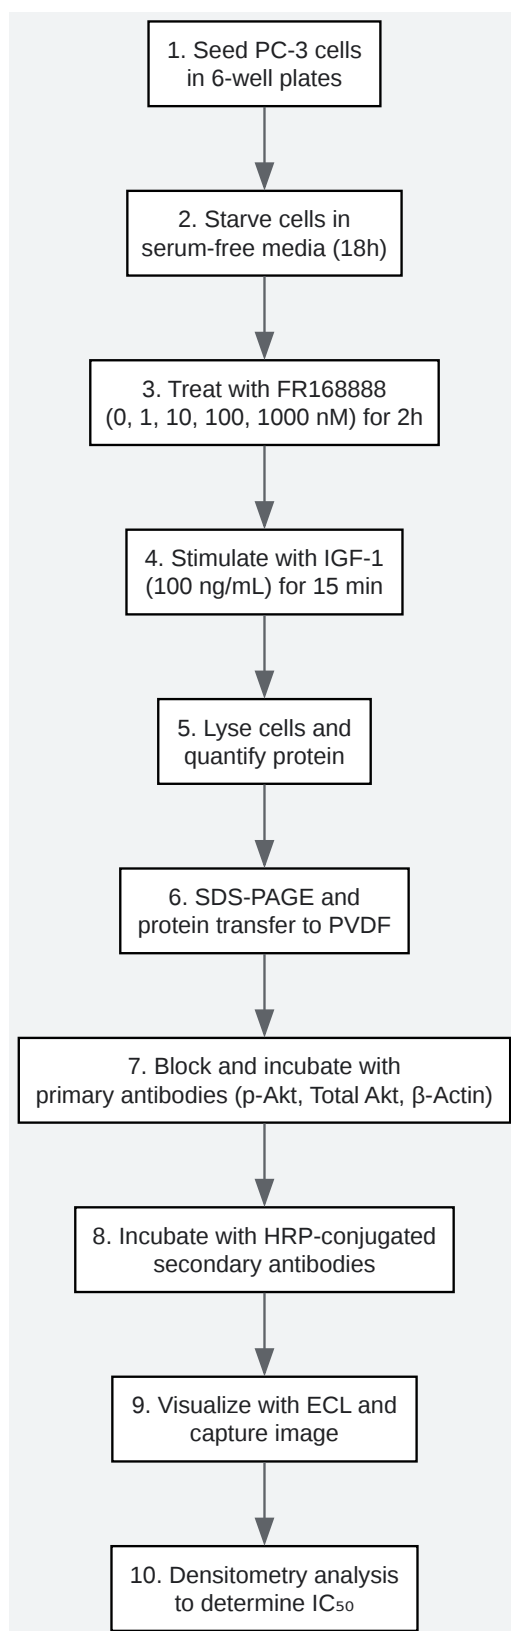 1. Seed PC-3 cells
in 6-well plates
2. Starve cells in
serum-free media (18h)
3. Treat with FR168888
(0, 1, 10, 100, 1000 nM) for 2h
4. Stimulate with IGF-1
(100 ng/mL) for 15 min
5. Lyse cells and
quantify protein
6. SDS-PAGE and
protein transfer to PVDF
7. Block and incubate with
primary antibodies (p-Akt, Total Akt, β-Actin)
8. Incubate with HRP-conjugated
secondary antibodies
9. Visualize with ECL and
capture image
10. Densitometry analysis
to determine IC₅₀